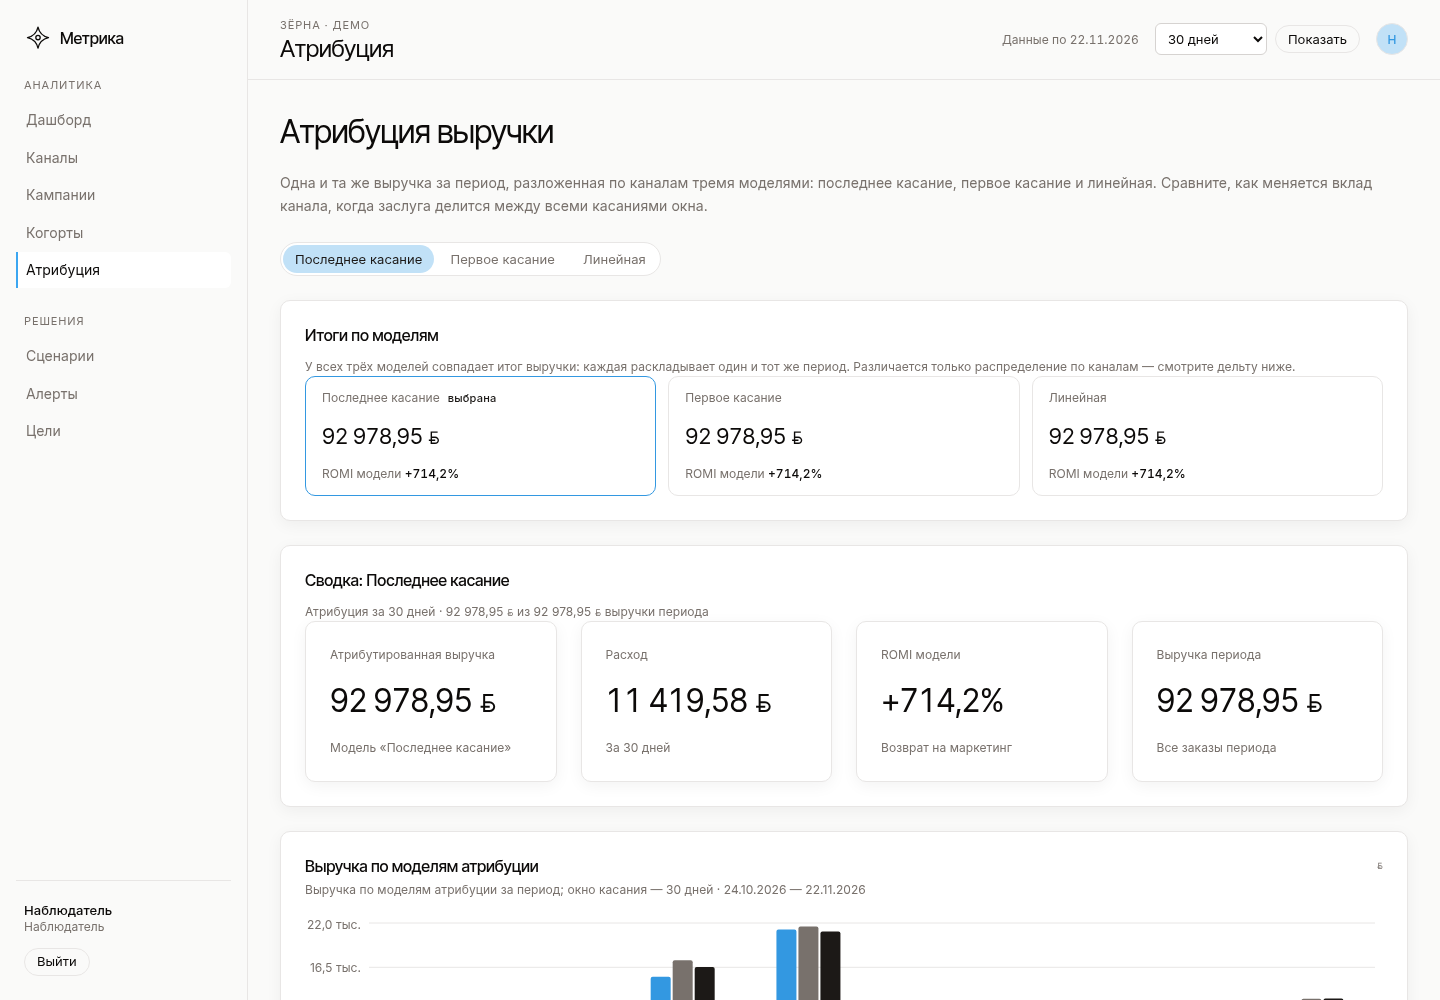 Метрика
АНАЛИТИКА
Дашборд
Каналы
Кампании
Когорты
Атрибуция
РЕШЕНИЯ
Сценарии
Алерты
Цели
Наблюдатель
Наблюдатель
Выйти
ЗЁРНА · ДЕМО
Атрибуция
Данные по 22.11.2026
30 дней
Показать
Н
Атрибуция выручки
Одна и та же выручка за период, разложенная по каналам тремя моделями: последнее касание, первое касание и линейная. Сравните, как меняется вклад
канала, когда заслуга делится между всеми касаниями окна.
Последнее касание
Первое касание
Линейная
Итоги по моделям
У всех трёх моделей совпадает итог выручки: каждая раскладывает один и тот же период. Различается только распределение по каналам — смотрите дельту ниже.
Последнее касание выбрана
92 978,95 Ƃ
ROMI модели +714,2%
Первое касание
92 978,95 Ƃ
ROMI модели +714,2%
Линейная
92 978,95 Ƃ
ROMI модели +714,2%
Сводка: Последнее касание
Атрибуция за 30 дней · 92 978,95 Ƃ из 92 978,95 Ƃ выручки периода
Атрибутированная выручка
92 978,95 Ƃ
Модель «Последнее касание»
Расход
11 419,58 Ƃ
За 30 дней
ROMI модели
+714,2%
Возврат на маркетинг
Выручка периода
92 978,95 Ƃ
Все заказы периода
Выручка по моделям атрибуции
Ƃ
Выручка по моделям атрибуции за период; окно касания — 30 дней · 24.10.2026 — 22.11.2026
22,0 тыс.
16,5 тыс.